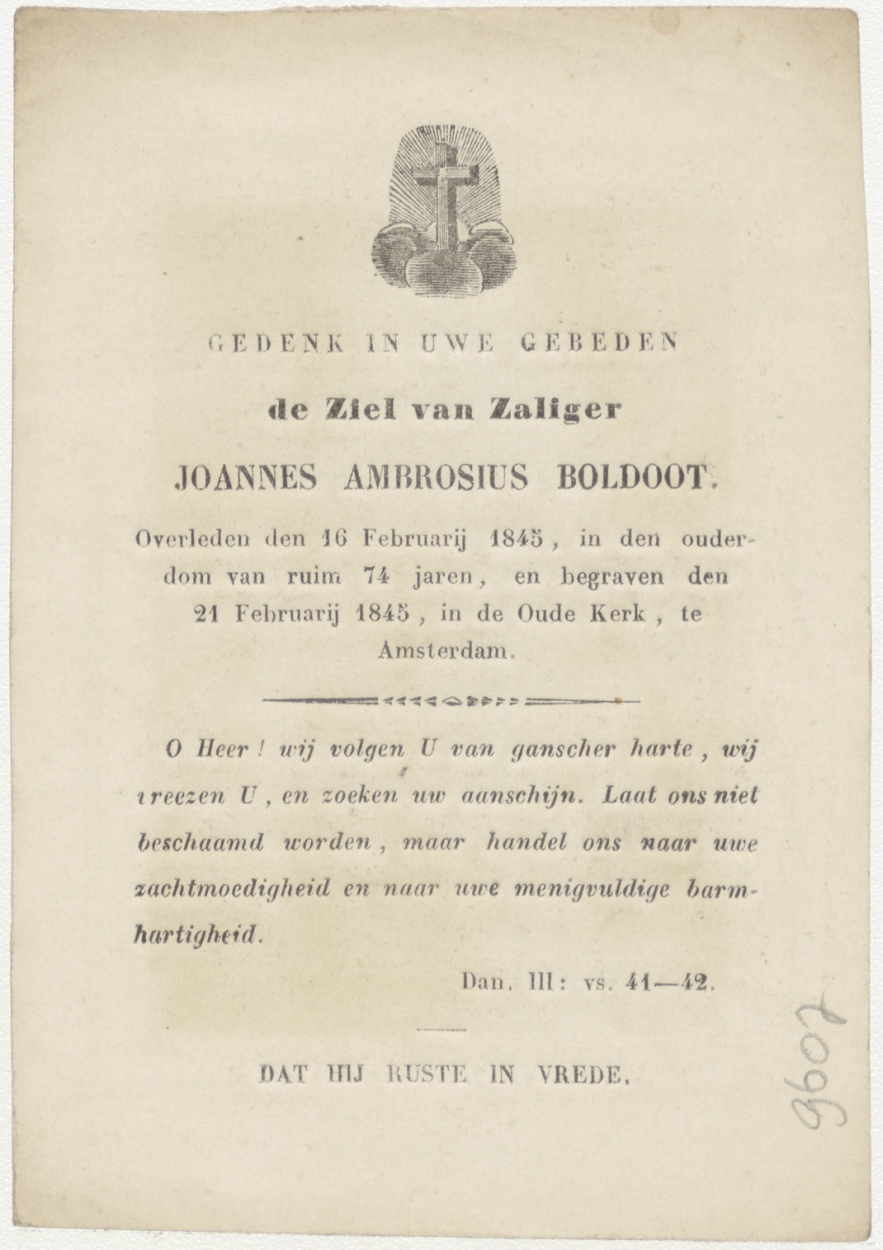 GEDENK IN UWE GEBEDEN
de Ziel van Zaliger
JOANNES AMBROSIUS BOLDOOT.
Overleden den 16 Februarij 1845, in den ouder-
dom van ruim 74 jaren, en begraven den
21 Februarij 1845, in de Oude Kerk, te
Amsterdam.
O Heer! wij volgen U van ganscher harte, wij
vreezen U, en zoeken uw aanschijn. Laat ons niet
beschaamd worden, maar handel ons naar uwe
zachtmoedigheid en naar uwe menigvuldige barm-
hartigheid.
Dan. III: vs. 41—42.
DAT HIJ RUSTE IN VREDE.